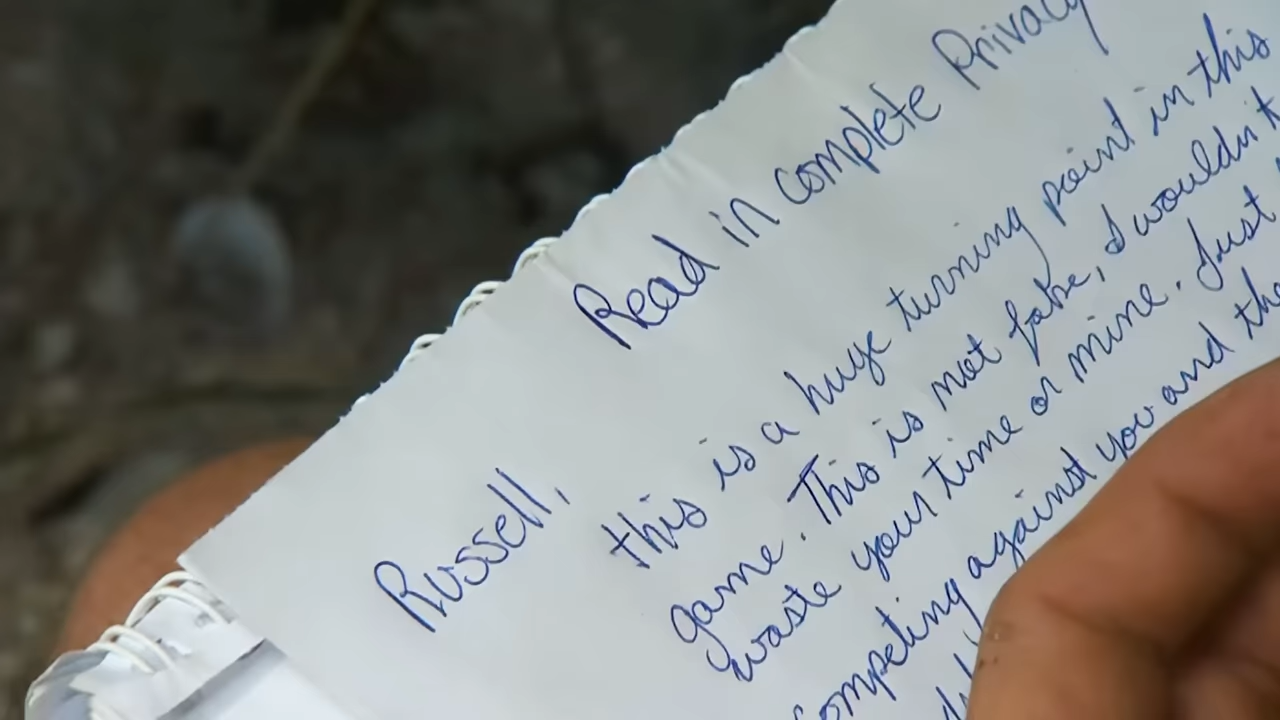 Read in complete Privacy
Russell,
this is a huge turning point in this
game. This is not fake, I wouldn't
waste your time or mine. Just
competing against you and the